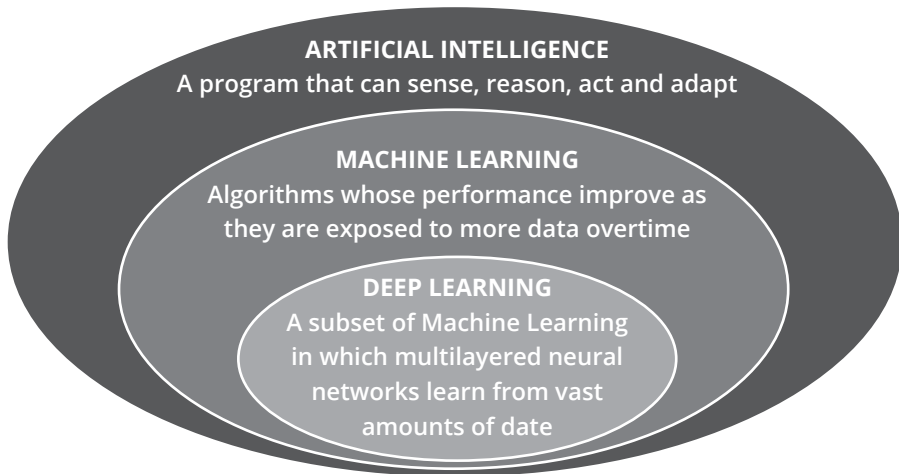 ARTIFICIAL INTELLIGENCE
A program that can sense, reason, act and adapt
MACHINE LEARNING
Algorithms whose performance improve as
they are exposed to more data overtime
DEEP LEARNING
A subset of Machine Learning
in which multilayered neural
networks learn from vast
amounts of date